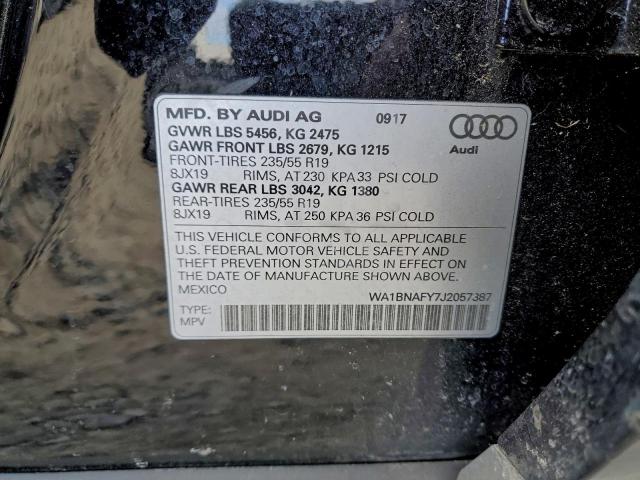 MFD. BY AUDI AG 0917
GVWR LBS 5456, KG 2475
GAWR FRONT LBS 2679, KG 1215
FRONT-TIRES 235/55 R19
8JX19 RIMS, AT 230 KPA 33 PSI COLD
GAWR REAR LBS 3042, KG 1380
REAR-TIRES 235/55 R19
8JX19 RIMS, AT 250 KPA 36 PSI COLD
Audi
THIS VEHICLE CONFORMS TO ALL APPLICABLE
U.S. FEDERAL MOTOR VEHICLE SAFETY AND
THEFT PREVENTION STANDARDS IN EFFECT ON
THE DATE OF MANUFACTURE SHOWN ABOVE.
MEXICO WA1BNAFY7J2057387
TYPE:
MPV